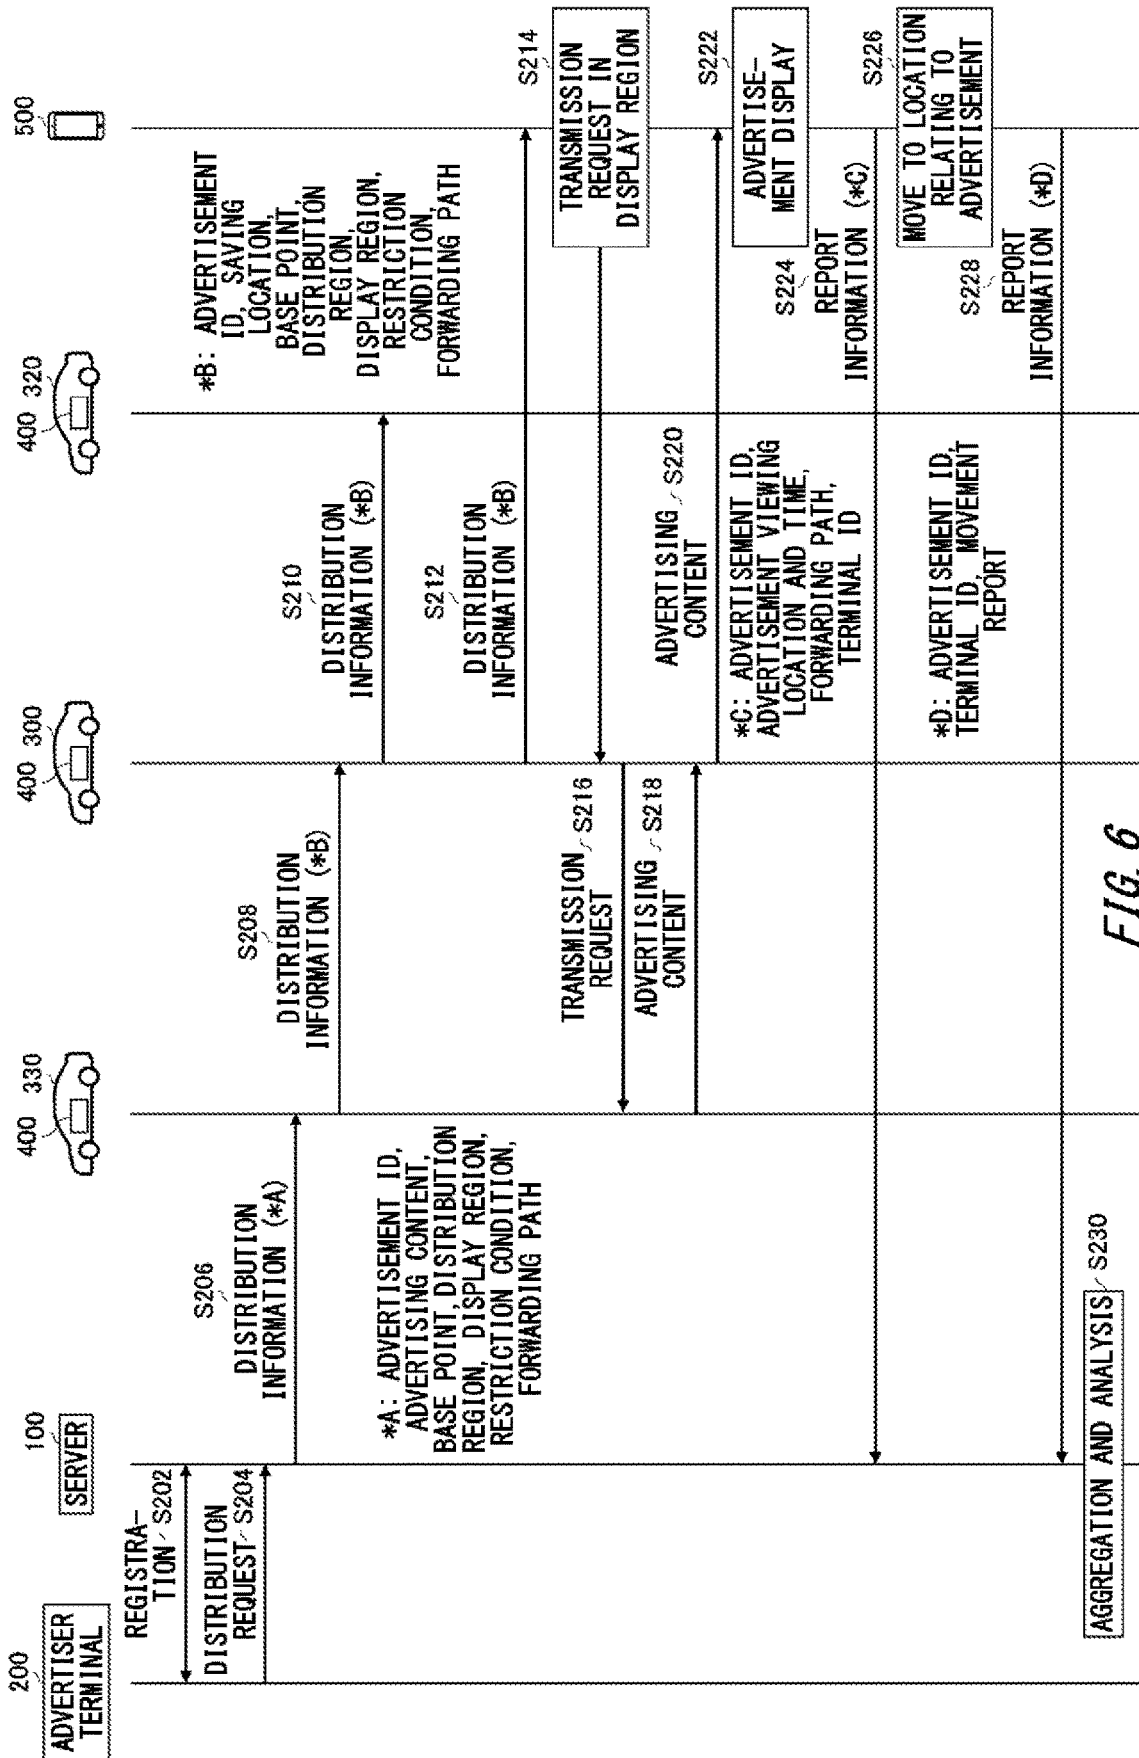 200
ADVERTISER
TERMINAL
100
SERVER
400
330
400
300
400
320
500
REGISTRA-
TION
S202
DISTRIBUTION
REQUEST
S204
S206
DISTRIBUTION
INFORMATION (*A)
*A: ADVERTISEMENT ID,
ADVERTISING CONTENT,
BASE POINT, DISTRIBUTION
REGION, DISPLAY REGION,
RESTRICTION CONDITION,
FORWARDING PATH
S208
DISTRIBUTION
INFORMATION (*B)
S210
DISTRIBUTION
INFORMATION (*B)
*B: ADVERTISEMENT
ID, SAVING
LOCATION,
BASE POINT,
DISTRIBUTION
REGION,
DISPLAY REGION,
RESTRICTION
CONDITION,
FORWARDING PATH
S212
DISTRIBUTION
INFORMATION (*B)
S214
TRANSMISSION
REQUEST IN
DISPLAY REGION
TRANSMISSION
REQUEST
S216
ADVERTISING
CONTENT
S218
ADVERTISING
CONTENT
S220
S222
ADVERTISE-
MENT DISPLAY
*C: ADVERTISEMENT ID,
ADVERTISEMENT VIEWING
LOCATION AND TIME,
FORWARDING PATH,
TERMINAL ID
S224
REPORT
INFORMATION (*C)
S226
MOVE TO LOCATION
RELATING TO
ADVERTISEMENT
*D: ADVERTISEMENT ID,
TERMINAL ID, MOVEMENT
REPORT
S228
REPORT
INFORMATION (*D)
AGGREGATION AND ANALYSIS
S230
FIG. 6